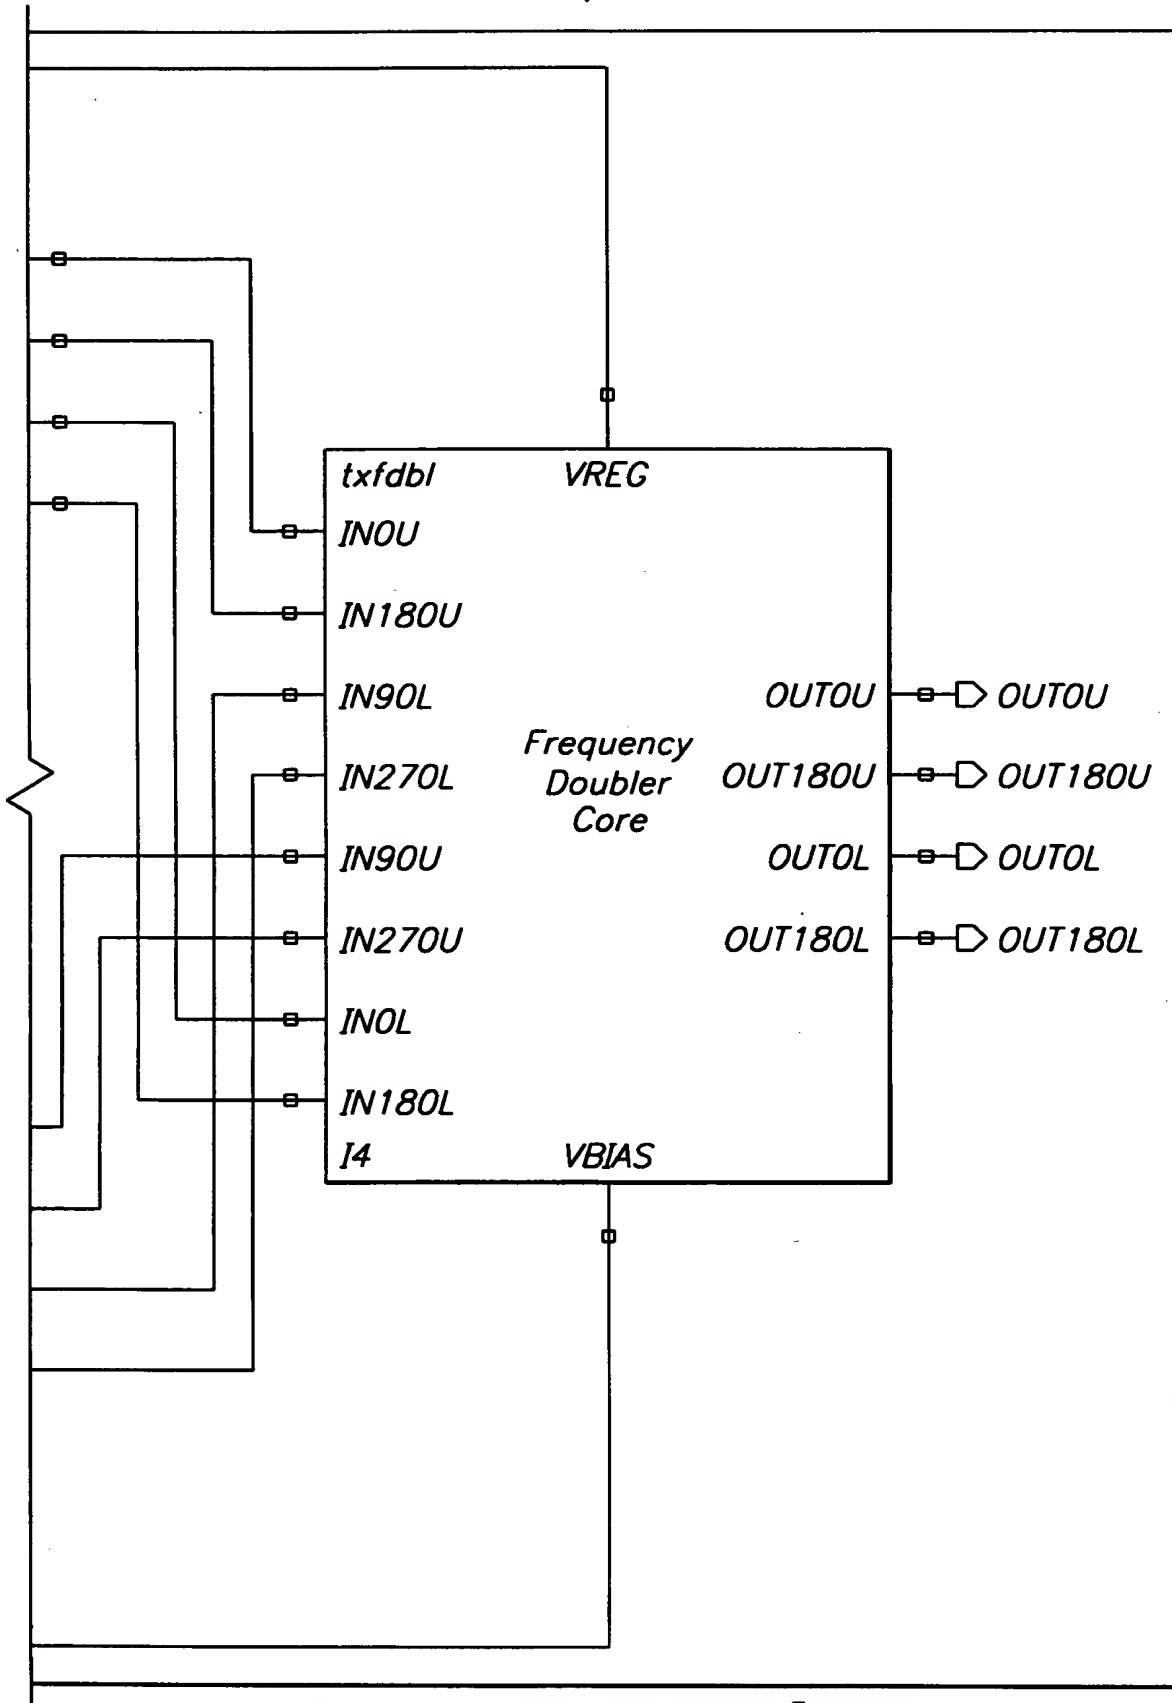 txfdbl VREG
IN0U
IN180U
IN90L
OUT0U OUT0U
Frequency
IN270L
Doubler
OUT180U OUT180U
Core
IN90U
OUT0L OUT0L
IN270U
OUT180L OUT180L
IN0L
IN180L
I4 VBIAS